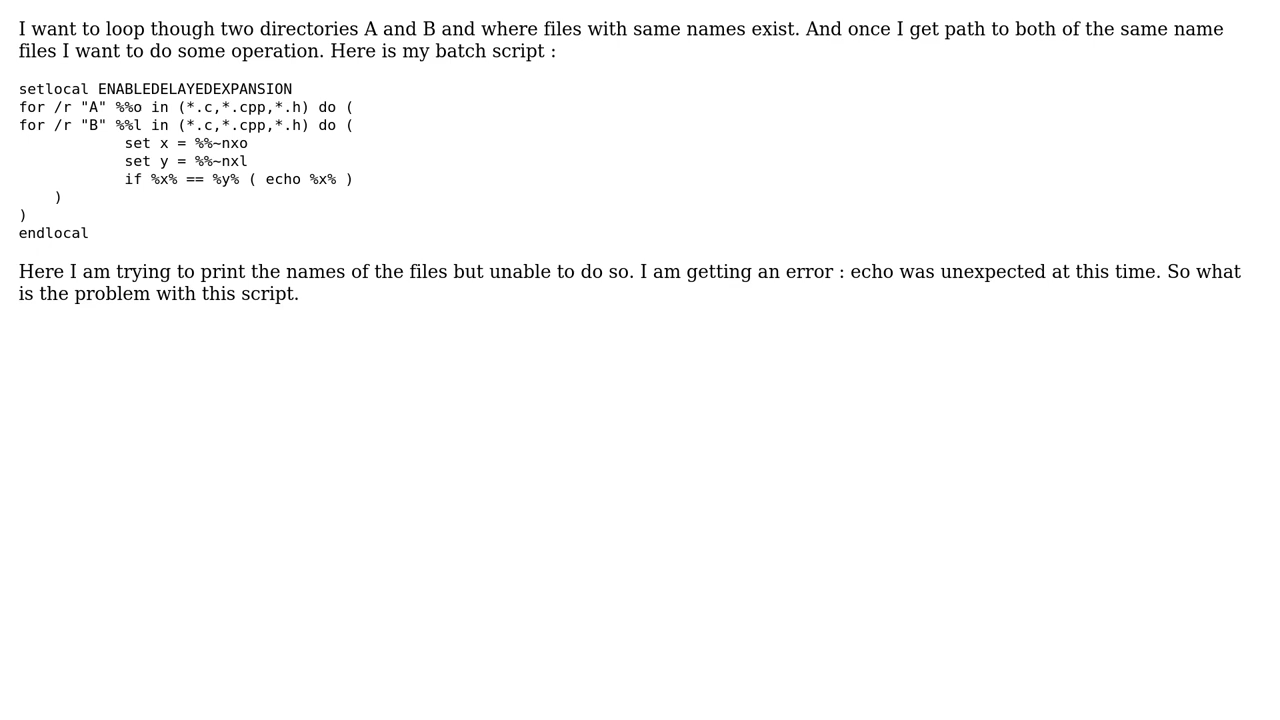 I want to loop though two directories A and B and where files with same names exist. And once I get path to both of the same name
files I want to do some operation. Here is my batch script :
setlocal ENABLEDELAYEDEXPANSION
for /r "A" %%o in (*.c,*.cpp,*.h) do (
for /r "B" %%l in (*.c,*.cpp,*.h) do (
            set x = %%~nxo
            set y = %%~nxl
            if %x% == %y% ( echo %x% )
    )
)
endlocal
Here I am trying to print the names of the files but unable to do so. I am getting an error : echo was unexpected at this time. So what
is the problem with this script.